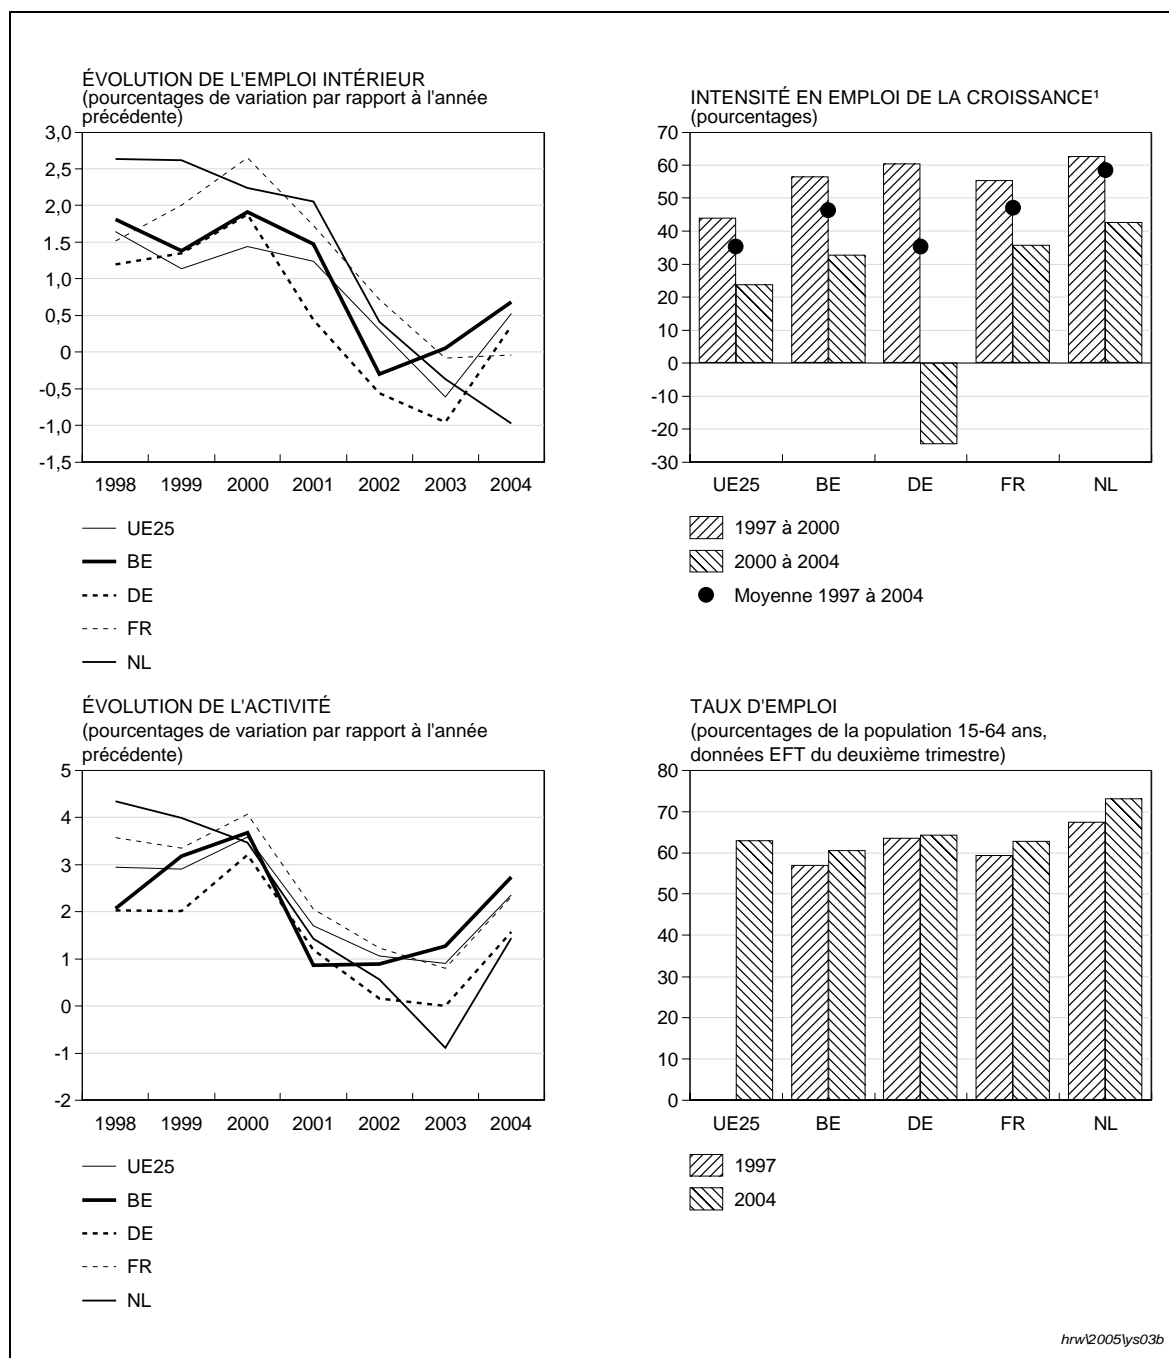 ÉVOLUTION DE L'EMPLOI INTÉRIEUR
(pourcentages de variation par rapport à l'année
précédente)
3,0
2,5
2,0
1,5
1,0
0,5
0
-0,5
-1,0
-1,5
1998 1999 2000 2001 2002 2003 2004
UE25
BE
DE
FR
NL
INTENSITÉ EN EMPLOI DE LA CROISSANCE¹
(pourcentages)
70
60
50
40
30
20
10
0
-10
-20
-30
UE25 BE DE FR NL
1997 à 2000
2000 à 2004
Moyenne 1997 à 2004
ÉVOLUTION DE L'ACTIVITÉ
(pourcentages de variation par rapport à l'année
précédente)
5
4
3
2
1
0
-1
-2
1998 1999 2000 2001 2002 2003 2004
UE25
BE
DE
FR
NL
TAUX D'EMPLOI
(pourcentages de la population 15-64 ans,
données EFT du deuxième trimestre)
80
70
60
50
40
30
20
10
0
UE25 BE DE FR NL
1997
2004
hrw\2005\ys03b